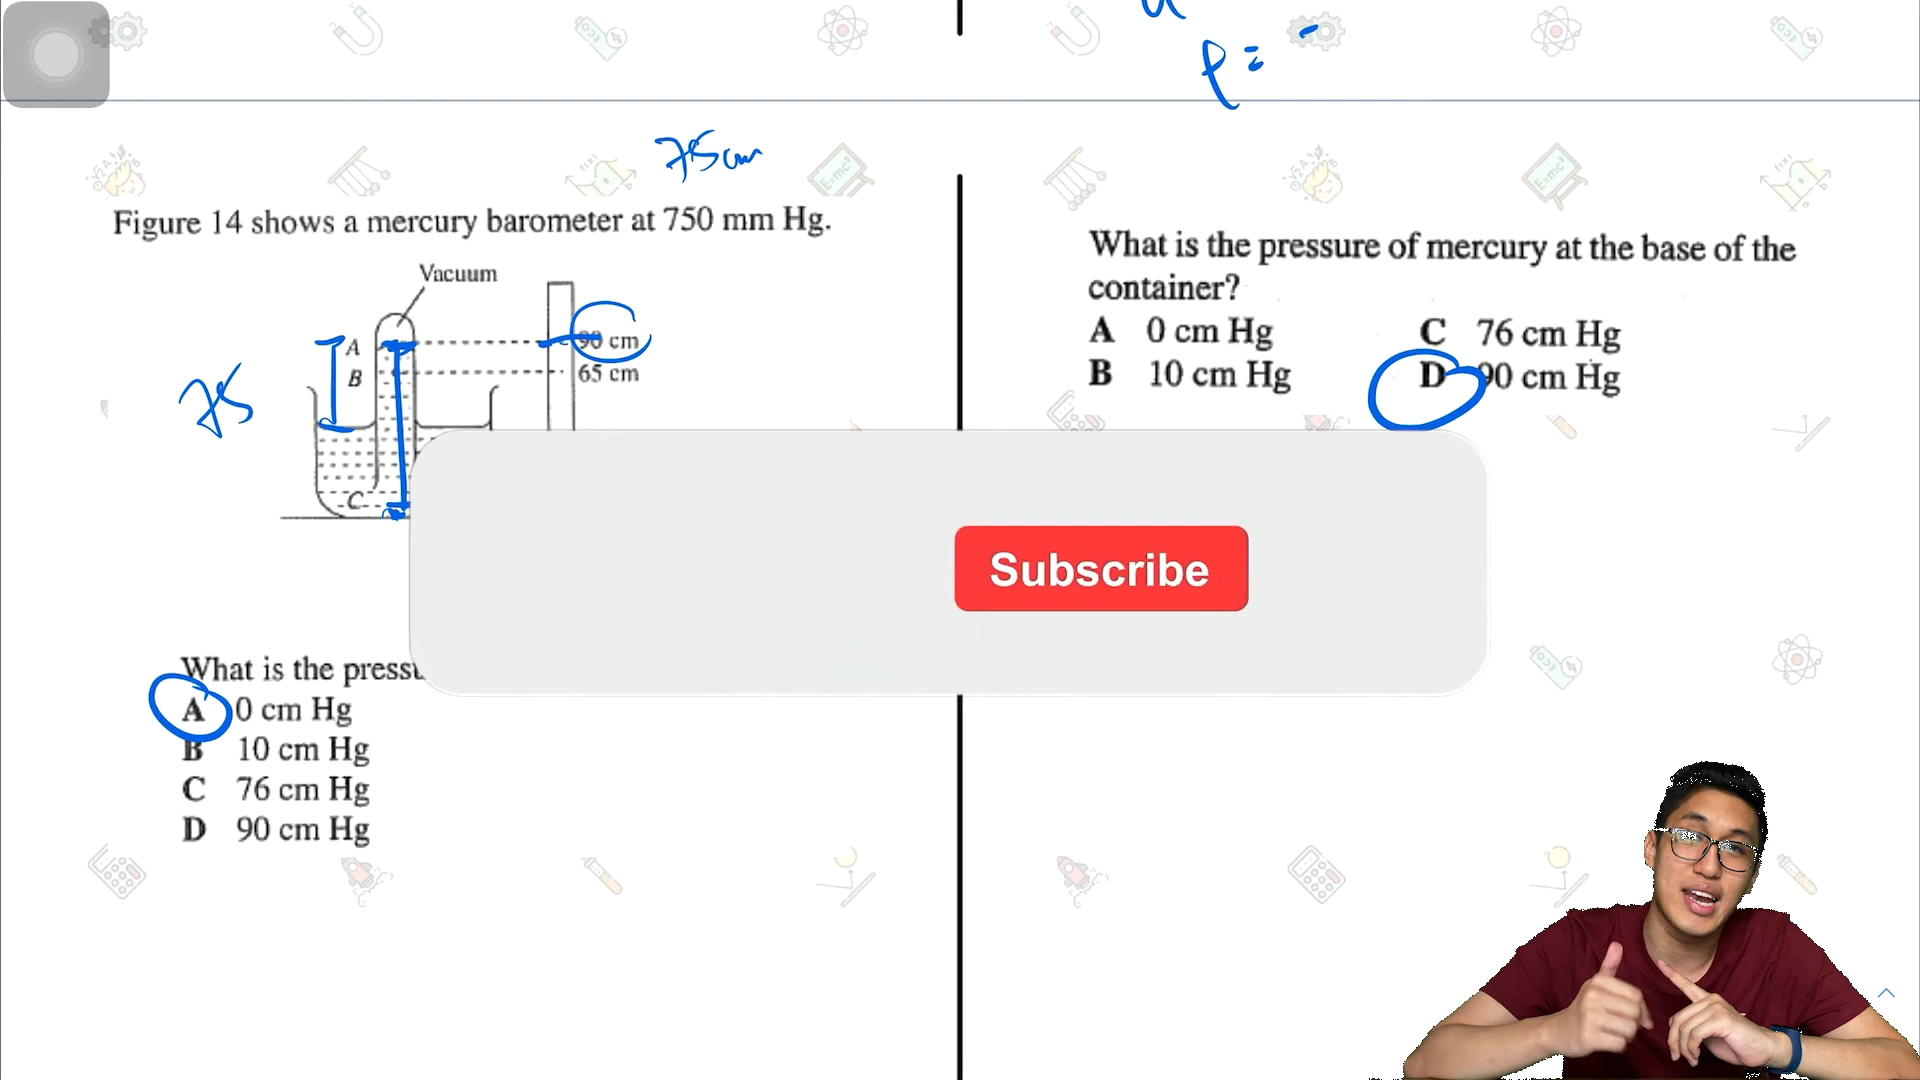 ρ =
75 cm
Figure 14 shows a mercury barometer at 750 mm Hg.
Vacuum
A
90 cm
B
65 cm
75
C
What is the
A 0 cm Hg
B 10 cm Hg
C 76 cm Hg
D 90 cm Hg
What is the pressure of mercury at the base of the
container?
A 0 cm Hg
C 76 cm Hg
B 10 cm Hg
D 90 cm Hg
Subscribe